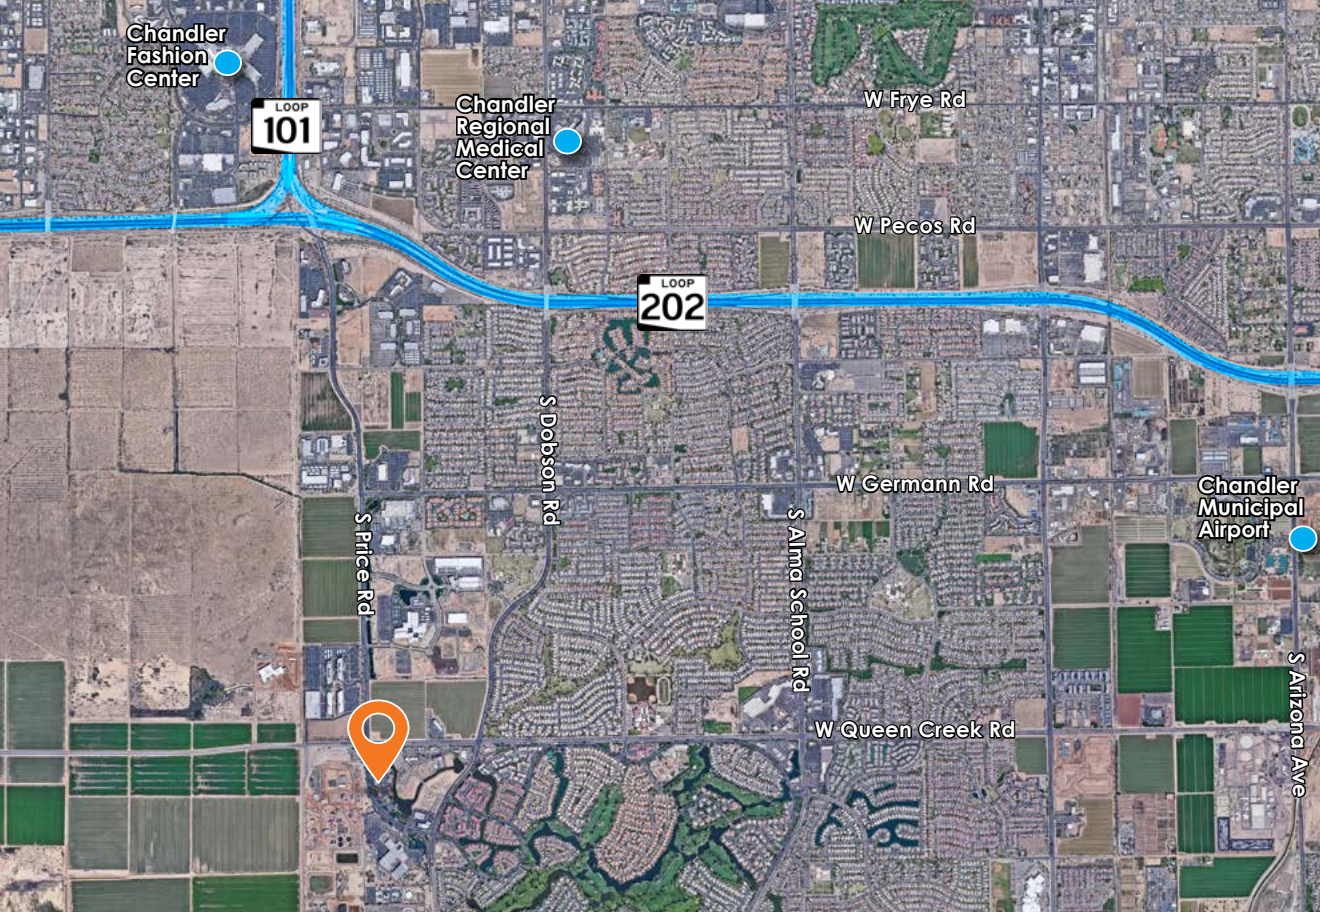 Chandler
Fashion
Center
LOOP
101
Chandler
Regional
Medical
Center
W Frye Rd
W Pecos Rd
LOOP
202
S Dobson Rd
W Germann Rd
Chandler
Municipal
Airport
S Price Rd
S Alma School Rd
W Queen Creek Rd
S Arizona Ave